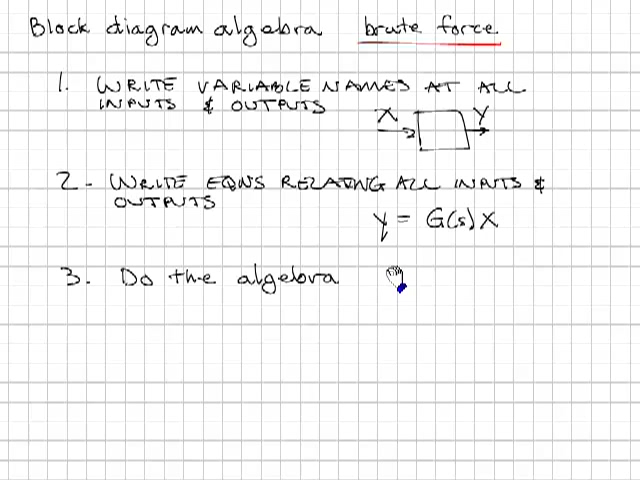 Block diagram algebra brute force
1. WRITE VARIABLE NAMES AT ALL
INPUTS & OUTPUTS
X Y
2- WRITE EQNS RELATING ALL INPUTS &
OUTPUTS
y = G(s)X
3. Do the algebra